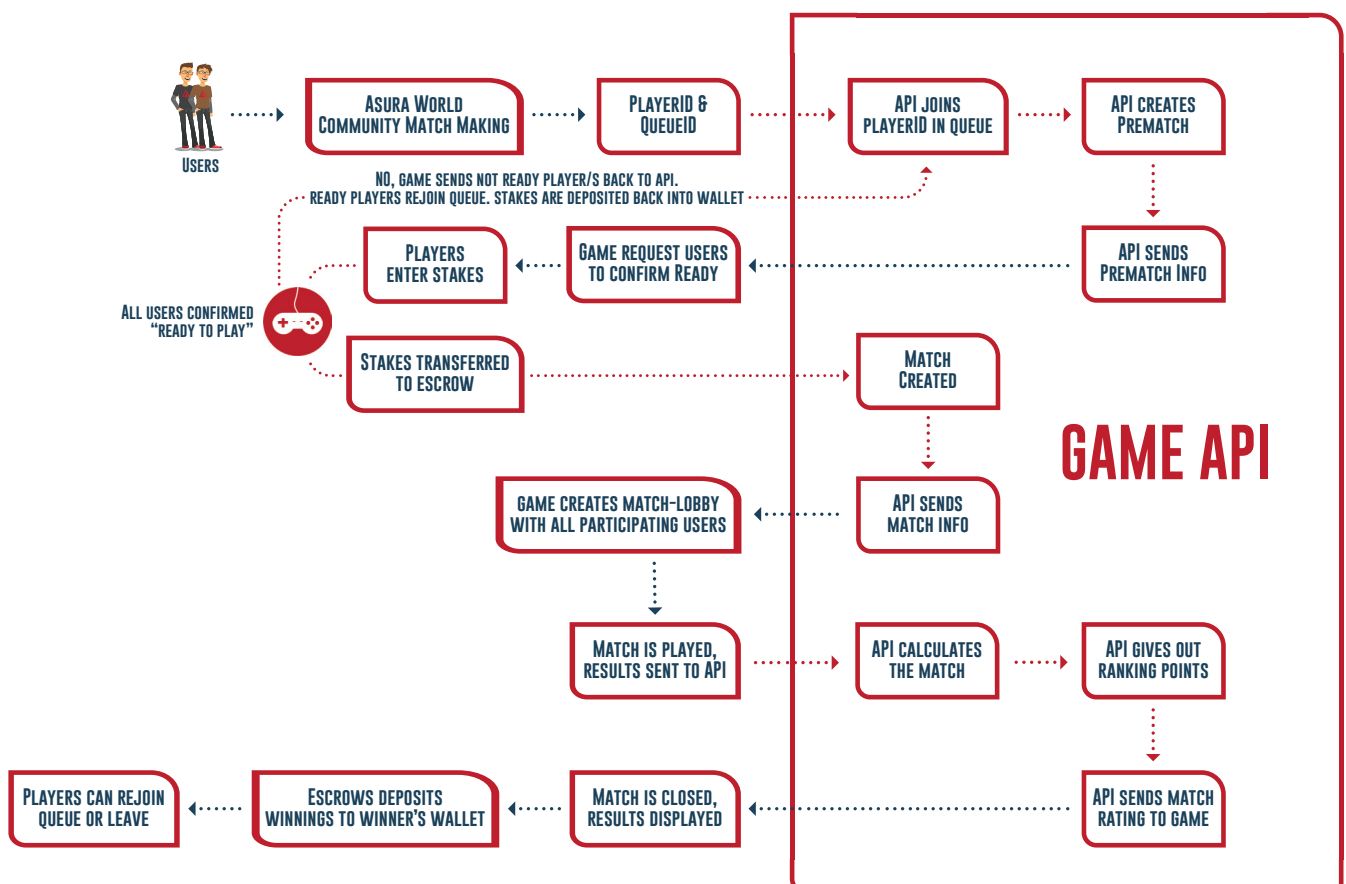 Asura World
Community Match Making
PlayerID &
QueueID
API joins
playerID in queue
API creates
Prematch
Users
NO, game sends not ready player/s back to api.
ready players rejoin queue. stakes are deposited back into wallet
Players
enter stakes
Game request users
to confirm Ready
API sends
Prematch Info
All users confirmed
“ready to play”
Stakes transferred
to escrow
Match
Created
GAME API
game creates match-lobby
with all participating users
API sends
match info
Match is played,
results sent to API
API calculates
the match
API gives out
ranking points
Players can rejoin
queue or leave
Escrows deposits
winnings to winner's wallet
Match is closed,
results displayed
API sends match
rating to game